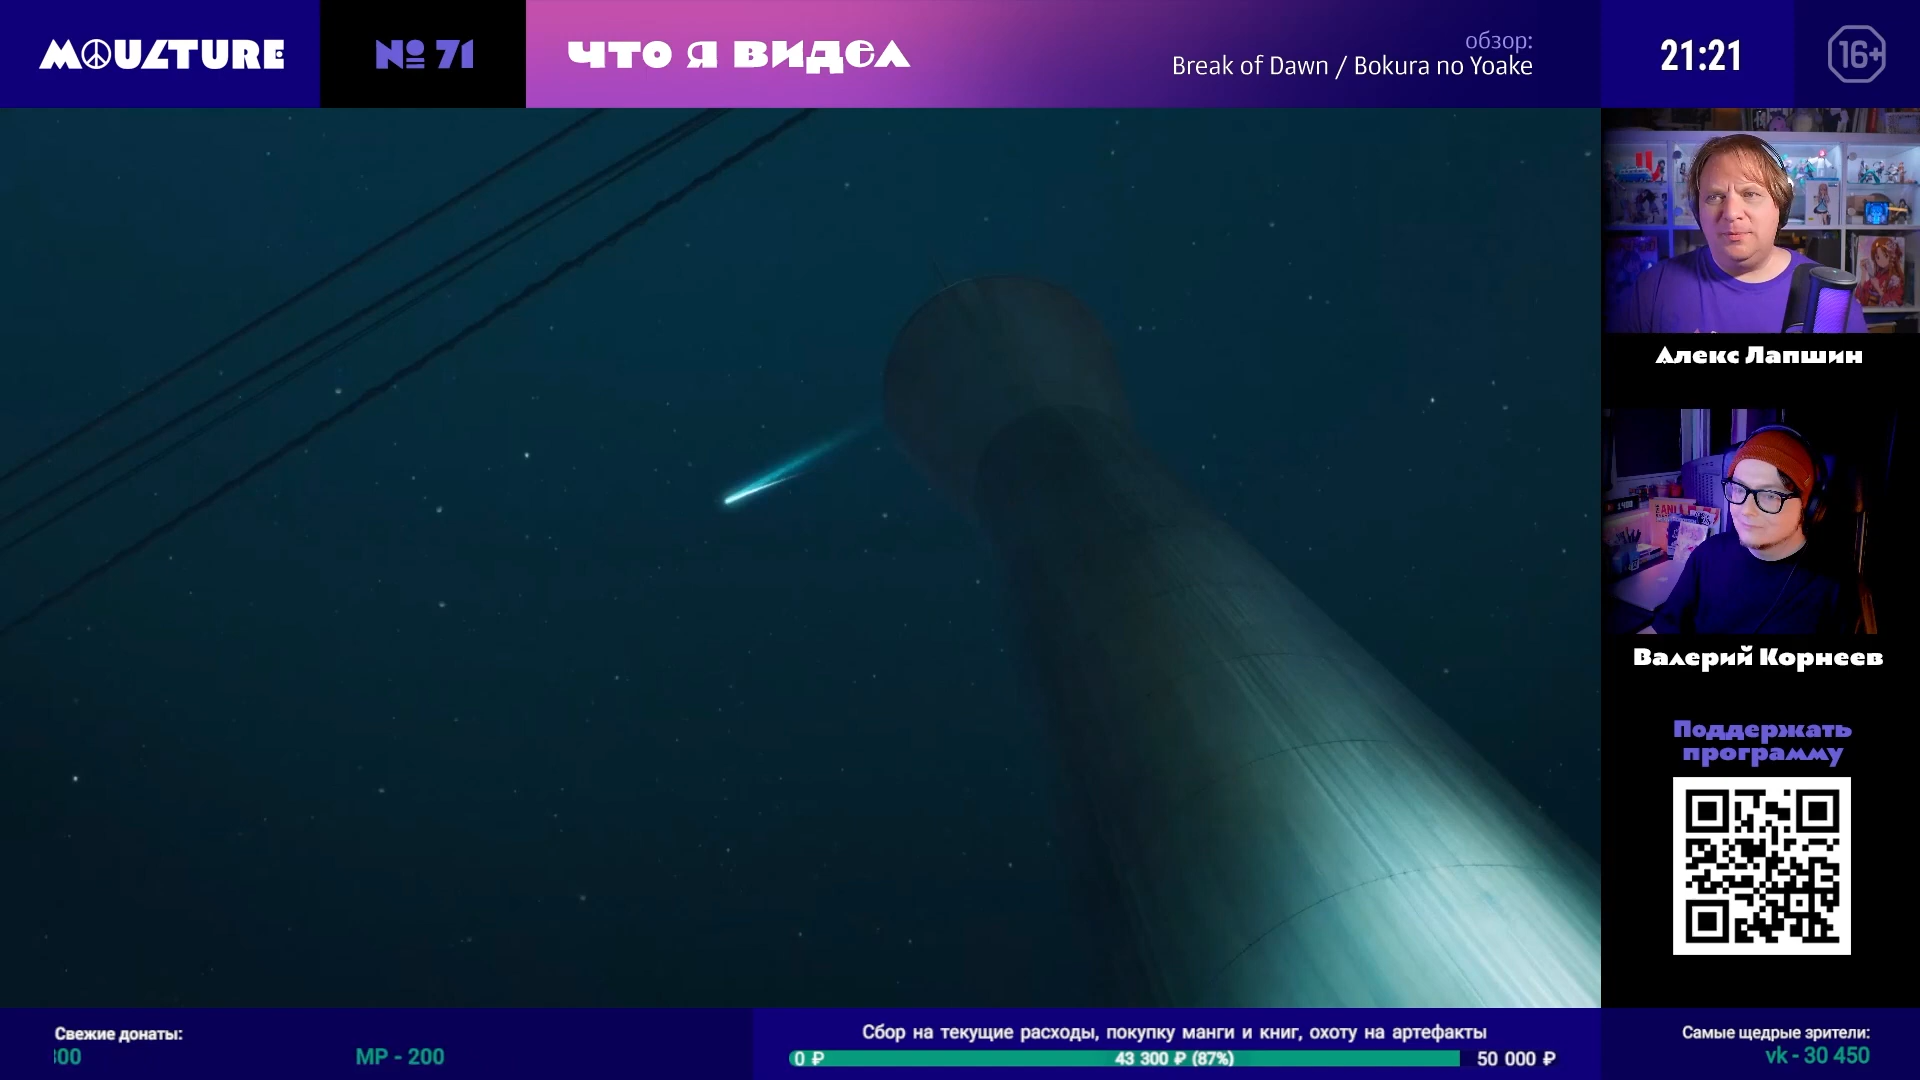 MOULTURE
№ 71
ЧТО Я ВИДЕЛ
обзор:
Break of Dawn / Bokura no Yoake
21:21
16+
Алекс Лапшин
Валерий Корнеев
Поддержать
программу
Свежие донаты:
MP - 200
Сбор на текущие расходы, покупку манги и книг, охоту на артефакты
0 ₽
43 300 ₽ (87%)
50 000 ₽
Самые щедрые зрители:
vk - 30 450